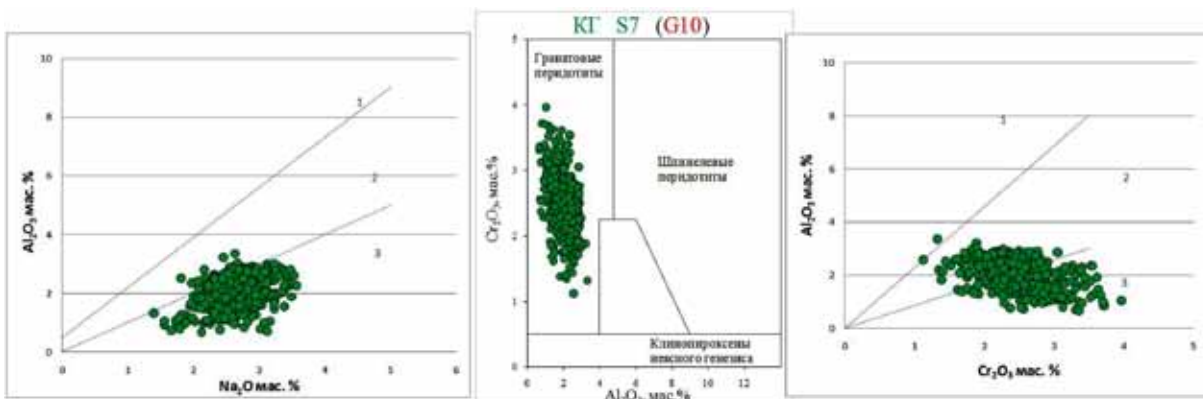 10
8
6
4
2
0
Al₂O₃ мас. %
1
2
3
0 1 2 3 4 5 6
Na₂O мас. %
КГ S7 (G10)
5
4
3
2
1
0
Cr₂O₃, мас.%
Гранатовые
перидотиты
Шпинелевые
перидотиты
Клинопироксены
0 2 4 6 8 10 12
Al₂O₃, мас.%
10
8
6
4
2
0
Al₂O₃ мас. %
1
2
3
0 1 2 3 4 5
Cr₂O₃ мас. %